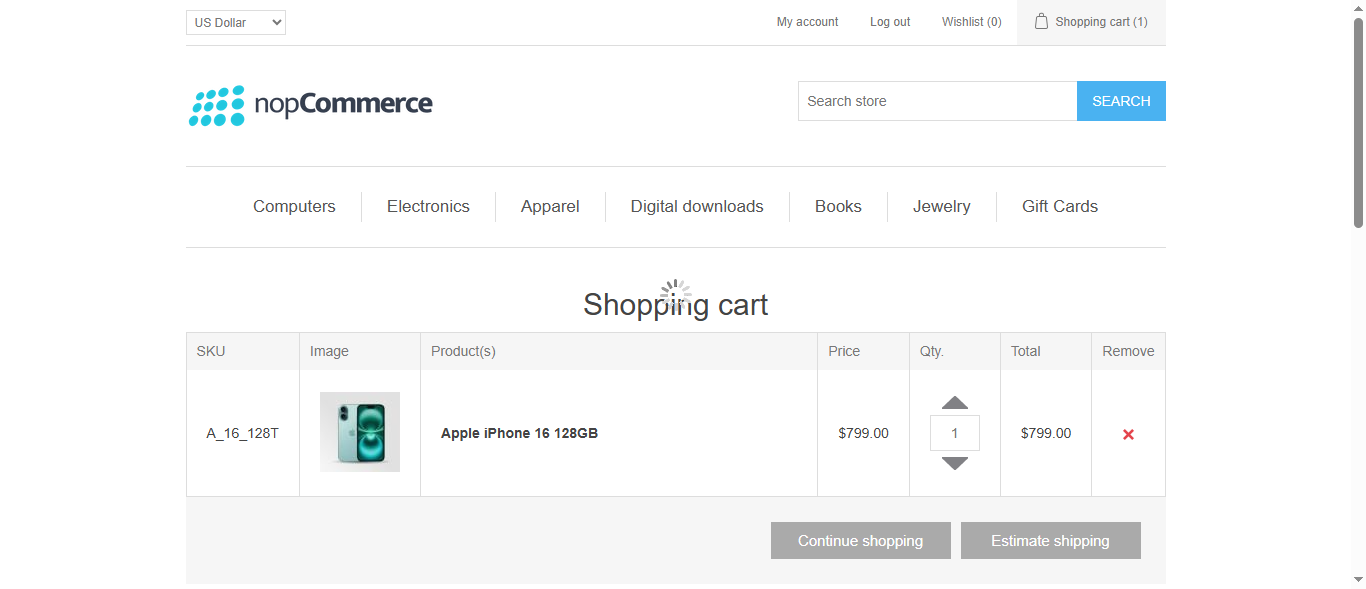 US Dollar My account Log out Wishlist (0) Shopping cart (1)
nopCommerce Search store SEARCH
Computers Electronics Apparel Digital downloads Books Jewelry Gift Cards
Shopping cart
SKU Image Product(s) Price Qty. Total Remove
A_16_128T Apple iPhone 16 128GB $799.00 1 $799.00
Continue shopping Estimate shipping